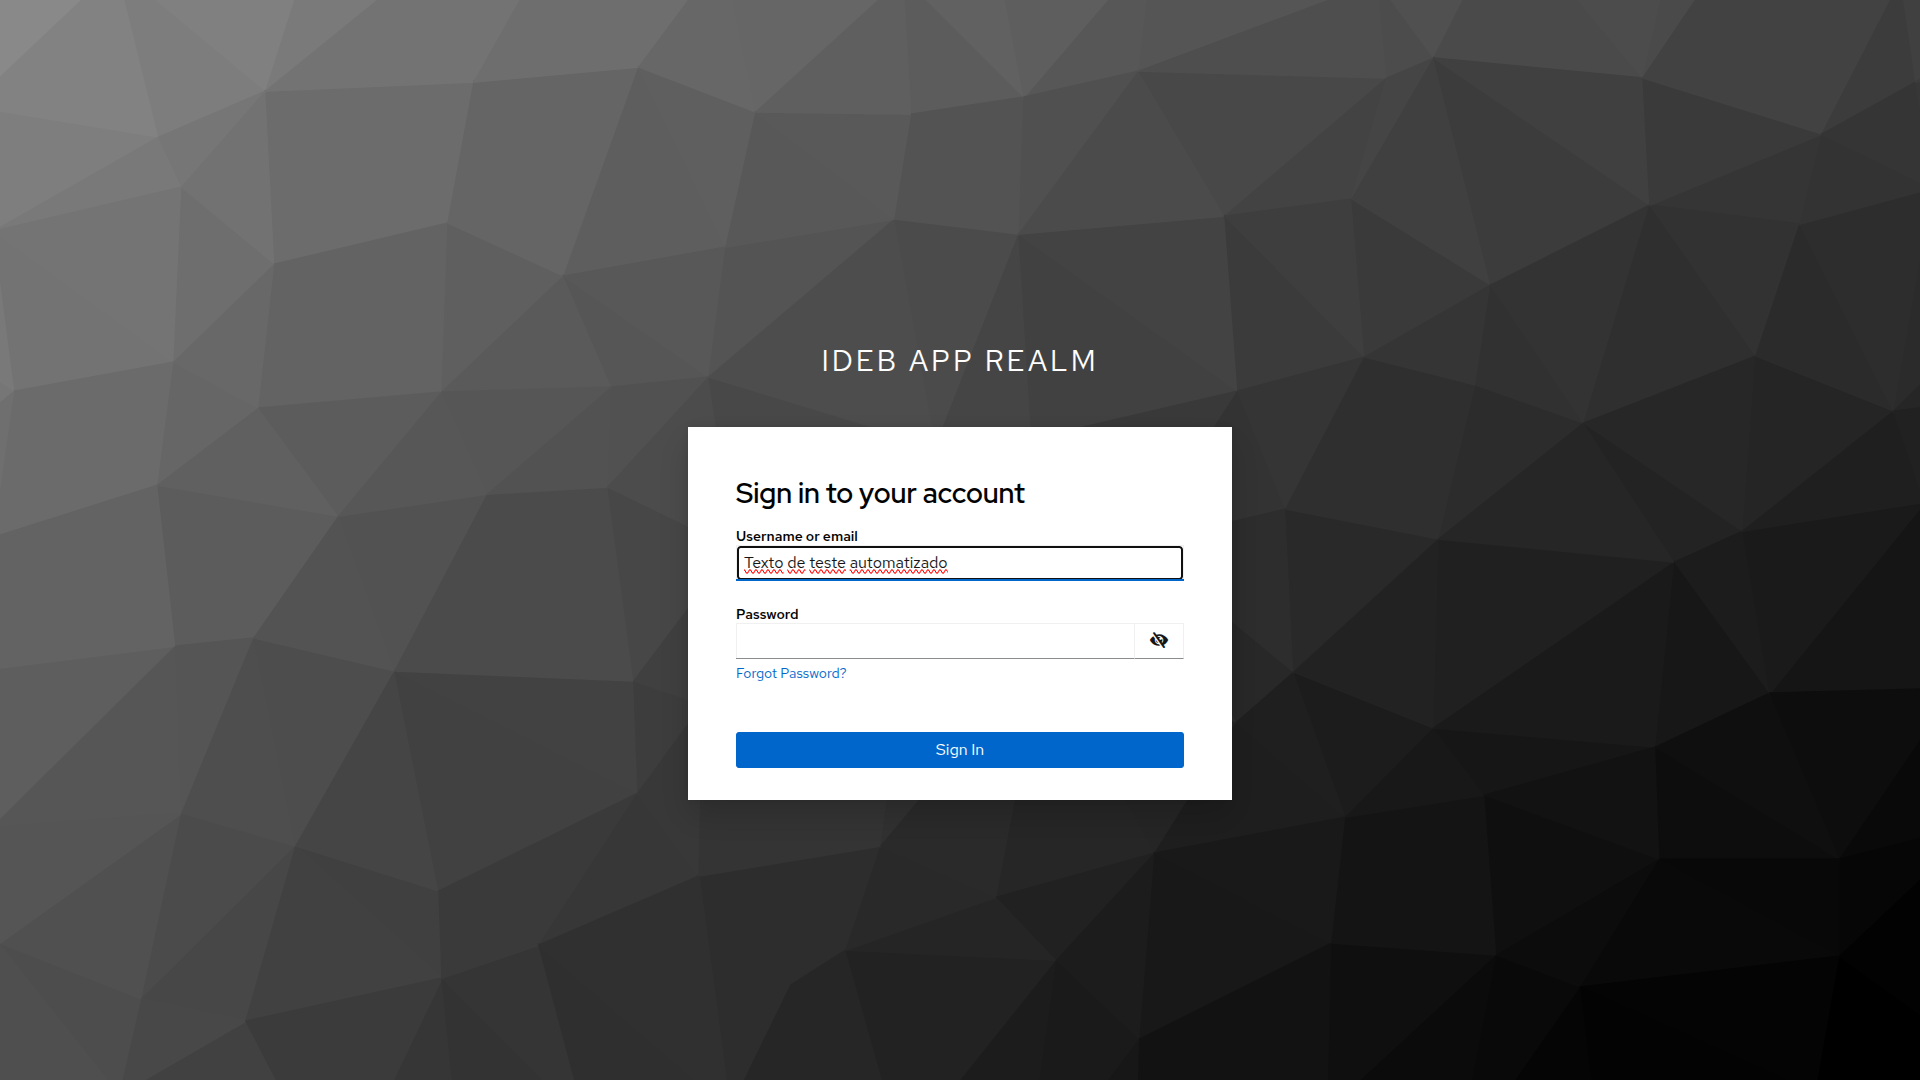 IDEB APP REALM
Sign in to your account
Username or email
Texto de teste automatizado
Password
Forgot Password?
Sign In